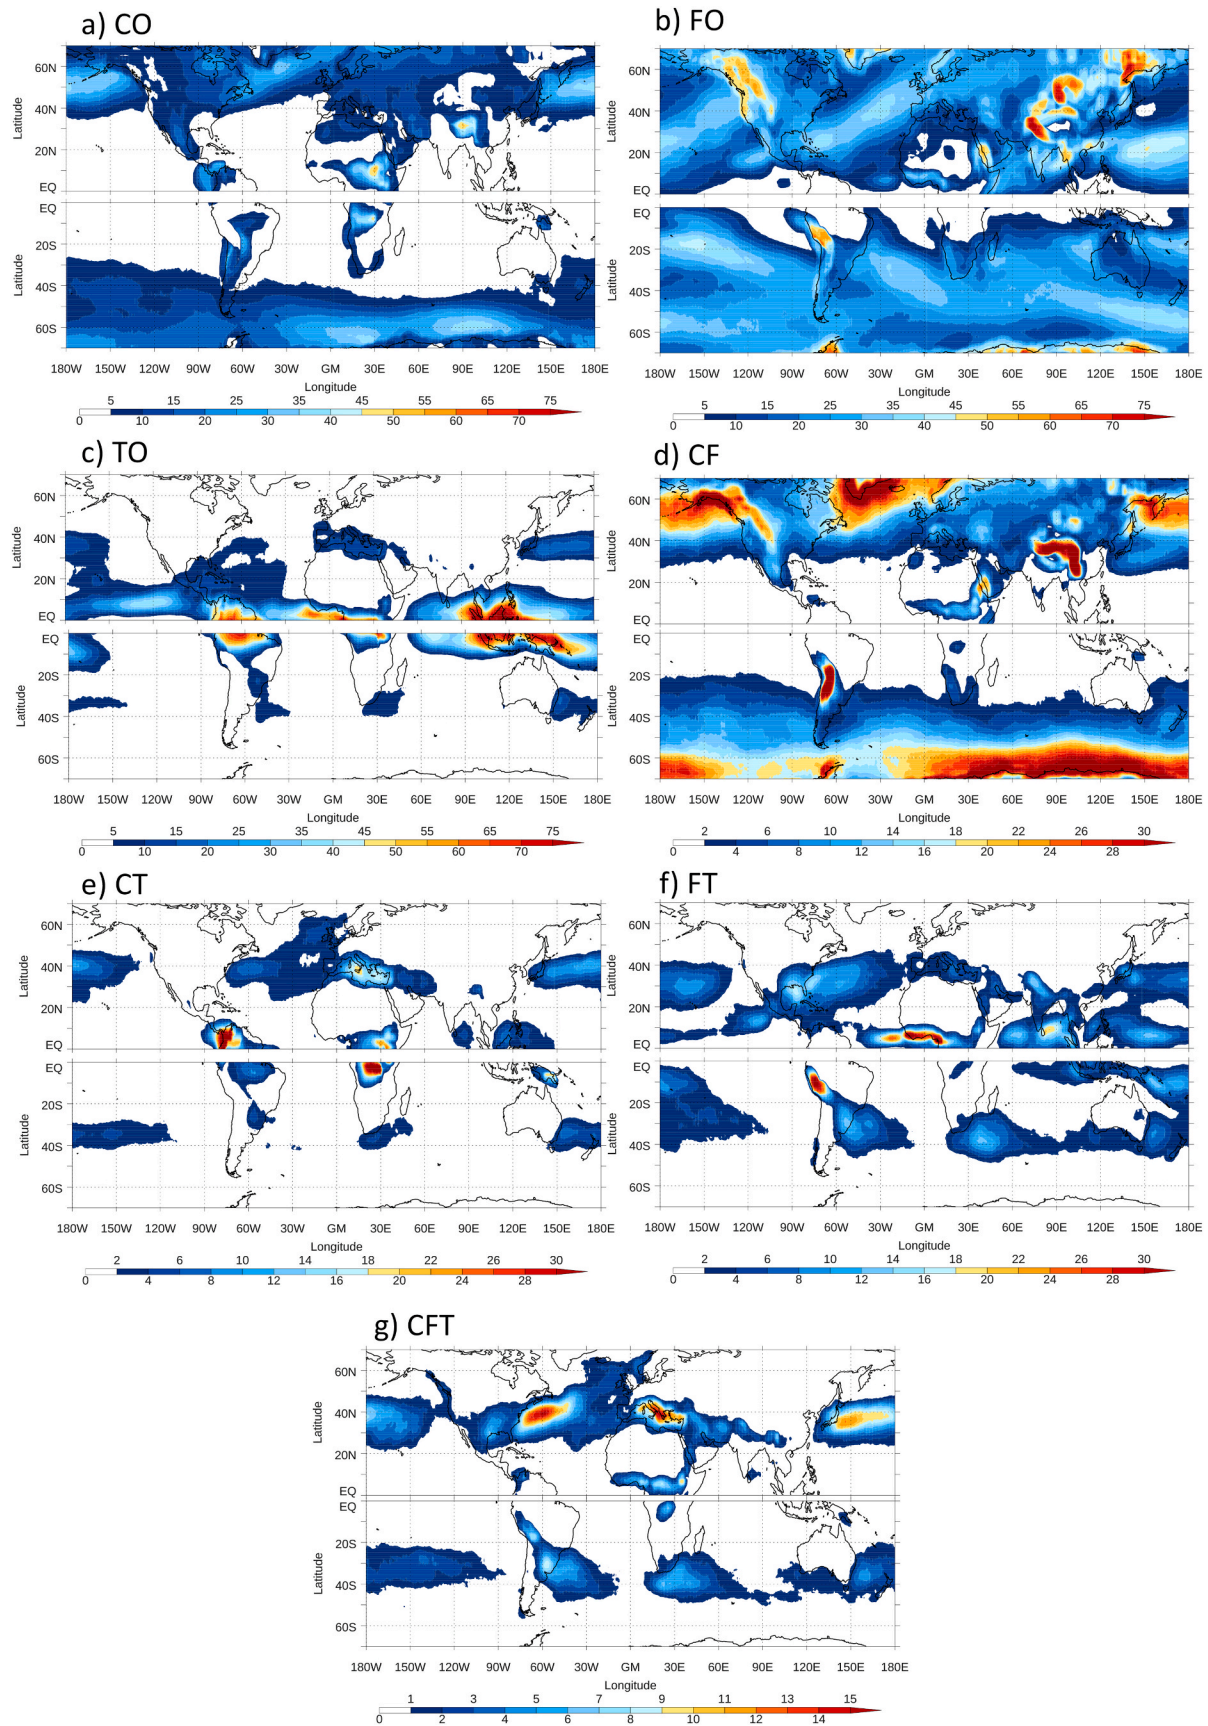 a) CO
60N
40N
20N
EQ
Latitude
EQ
20S
40S
60S
Latitude
180W 150W 120W 90W 60W 30W GM 30E 60E 90E 120E 150E 180E
Longitude
5 15 25 35 45 55 65 75
0 10 20 30 40 50 60 70
b) FO
60N
40N
20N
EQ
Latitude
EQ
20S
40S
60S
Latitude
180W 150W 120W 90W 60W 30W GM 30E 60E 90E 120E 150E 180E
Longitude
5 15 25 35 45 55 65 75
0 10 20 30 40 50 60 70
c) TO
60N
40N
20N
EQ
Latitude
EQ
20S
40S
60S
Latitude
180W 150W 120W 90W 60W 30W GM 30E 60E 90E 120E 150E 180E
Longitude
5 15 25 35 45 55 65 75
0 10 20 30 40 50 60 70
d) CF
60N
40N
20N
EQ
Latitude
EQ
20S
40S
60S
Latitude
180W 150W 120W 90W 60W 30W GM 30E 60E 90E 120E 150E 180E
Longitude
2 6 10 14 18 22 26 30
0 4 8 12 16 20 24 28
e) CT
60N
40N
20N
EQ
Latitude
EQ
20S
40S
60S
Latitude
180W 150W 120W 90W 60W 30W GM 30E 60E 90E 120E 150E 180E
Longitude
2 6 10 14 18 22 26 30
0 4 8 12 16 20 24 28
f) FT
60N
40N
20N
EQ
Latitude
EQ
20S
40S
60S
Latitude
180W 150W 120W 90W 60W 30W GM 30E 60E 90E 120E 150E 180E
Longitude
2 6 10 14 18 22 26 30
0 4 8 12 16 20 24 28
g) CFT
60N
40N
20N
EQ
Latitude
EQ
20S
40S
60S
Latitude
180W 150W 120W 90W 60W 30W GM 30E 60E 90E 120E 150E 180E
Longitude
1 3 5 7 9 11 13 15
0 2 4 6 8 10 12 14